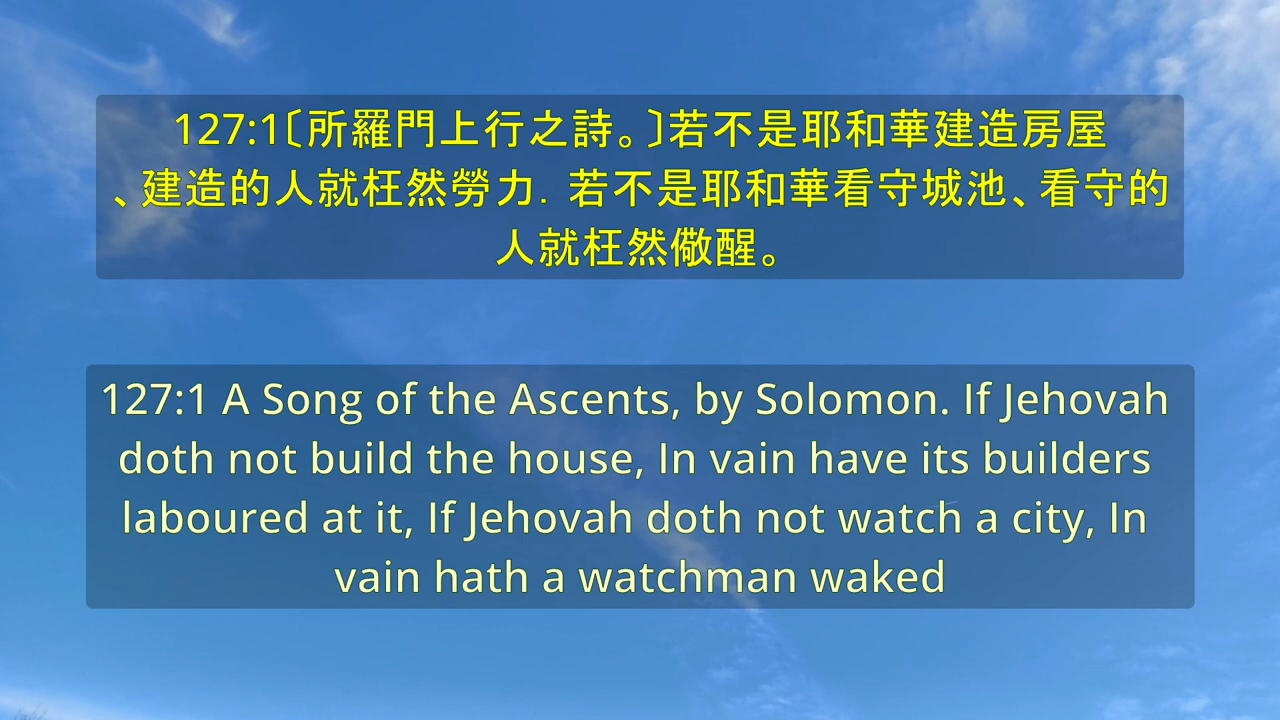 127:1〔所羅門上行之詩。〕若不是耶和華建造房屋
、建造的人就枉然勞力．若不是耶和華看守城池、看守的
人就枉然儆醒。
127:1 A Song of the Ascents, by Solomon. If Jehovah
doth not build the house, In vain have its builders
laboured at it, If Jehovah doth not watch a city, In
vain hath a watchman waked